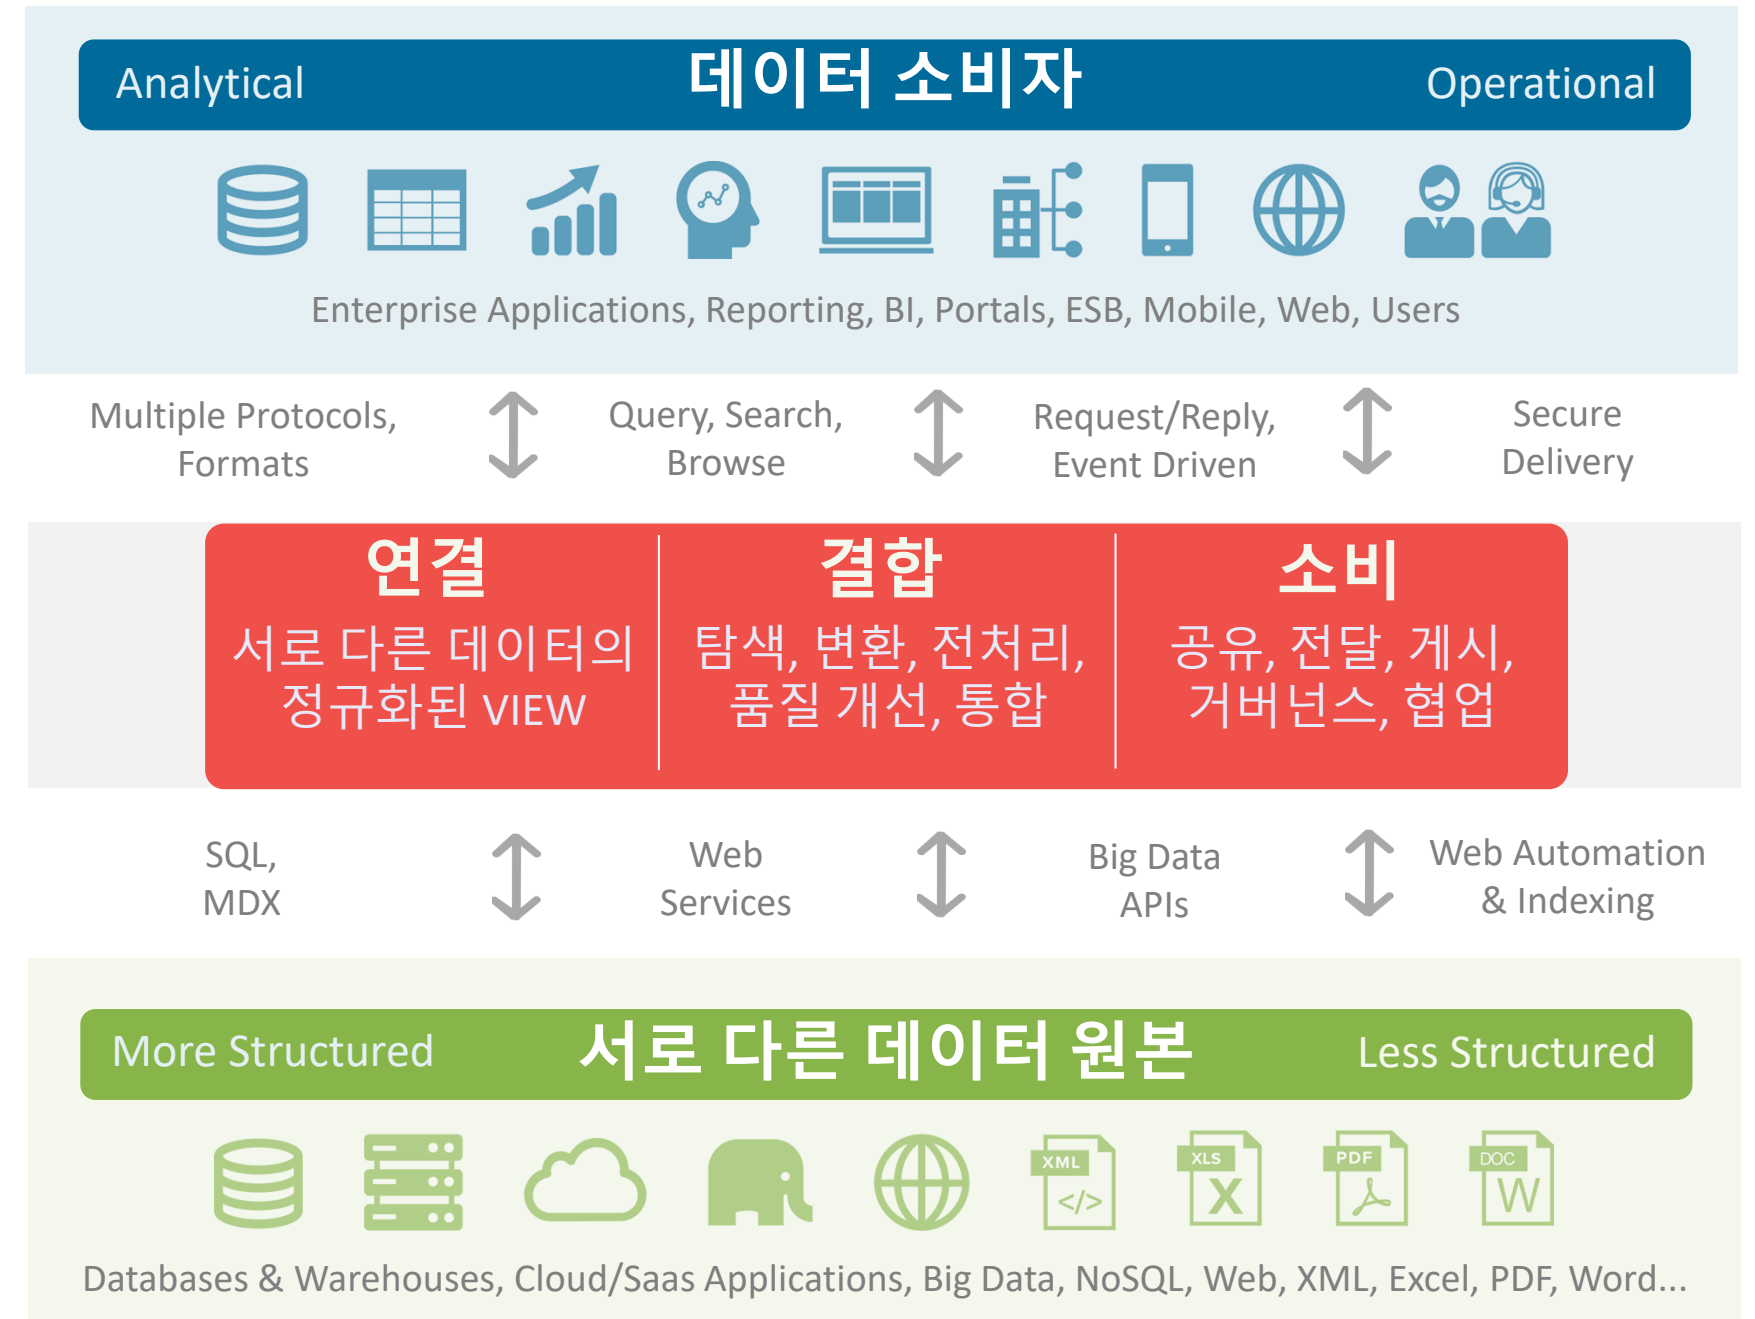 Analytical 데이터 소비자 Operational
Enterprise Applications, Reporting, BI, Portals, ESB, Mobile, Web, Users
Multiple Protocols,
Formats
Query, Search,
Browse
Request/Reply,
Event Driven
Secure
Delivery
연결
서로 다른 데이터의
정규화된 VIEW
결합
탐색, 변환, 전처리,
품질 개선, 통합
소비
공유, 전달, 게시,
거버넌스, 협업
SQL,
MDX
Web
Services
Big Data
APIs
Web Automation
& Indexing
More Structured 서로 다른 데이터 원본 Less Structured
XML
</>
XLS
X
PDF
DOC
W
Databases & Warehouses, Cloud/Saas Applications, Big Data, NoSQL, Web, XML, Excel, PDF, Word...